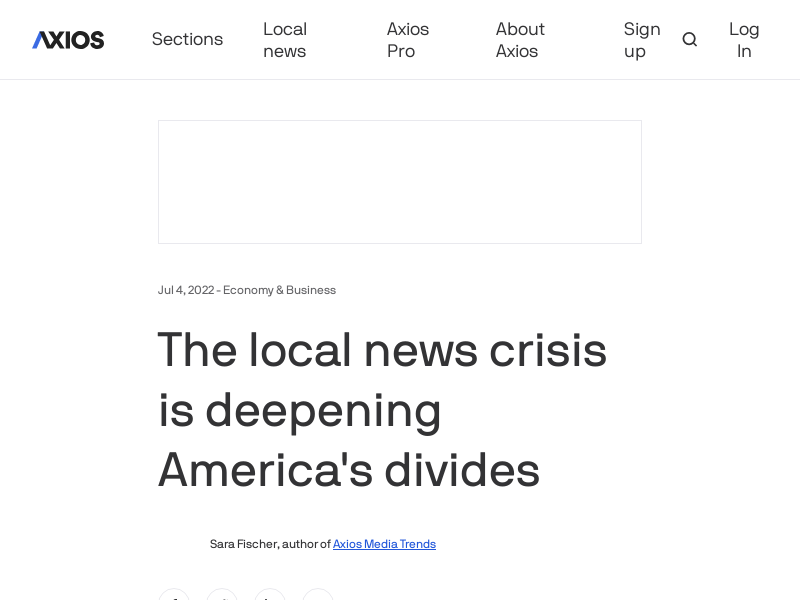 AXIOS
Sections
Local
news
Axios
Pro
About
Axios
Sign
up
Log
In
Jul 4, 2022 - Economy & Business
The local news crisis
is deepening
America's divides
Sara Fischer, author of Axios Media Trends